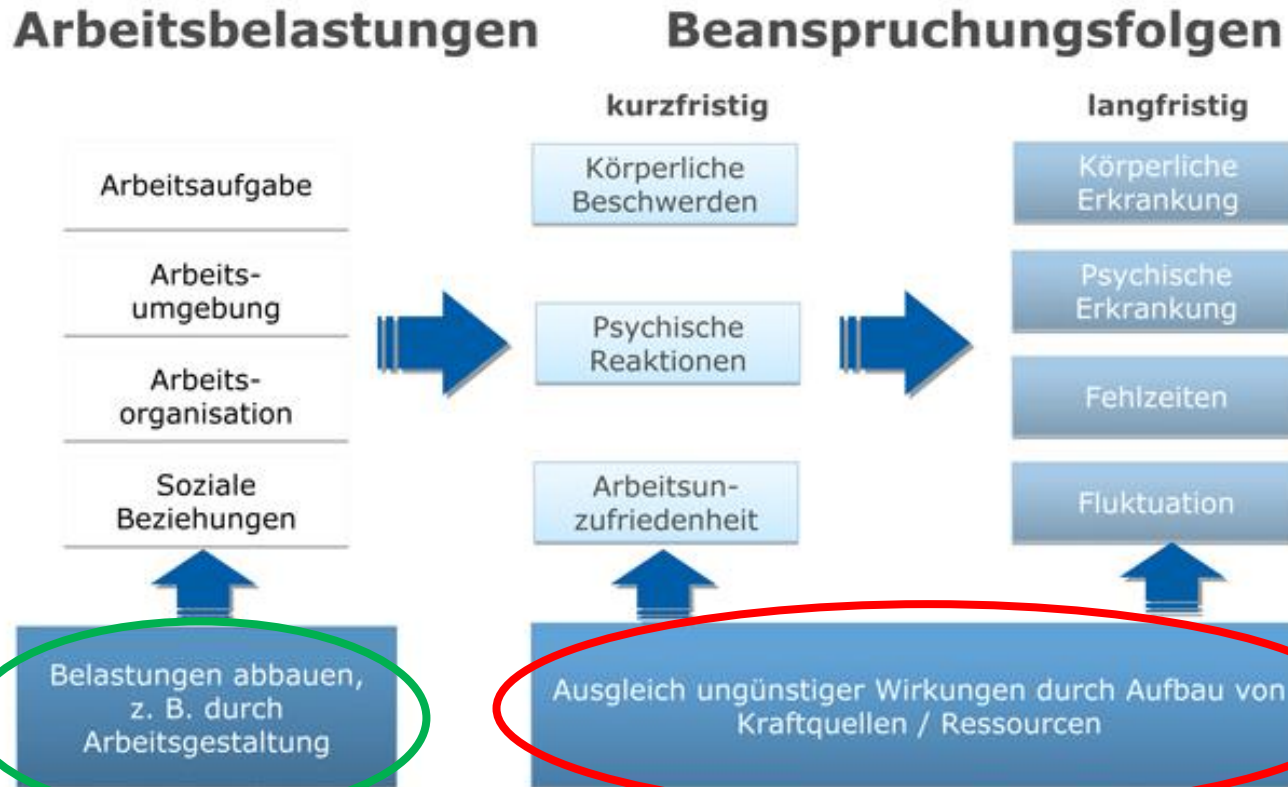 Arbeitsbelastungen
Beanspruchungsfolgen
kurzfristig
langfristig
Arbeitsaufgabe
Arbeits-
umgebung
Arbeits-
organisation
Soziale
Beziehungen
Körperliche
Beschwerden
Psychische
Reaktionen
Arbeitsun-
zufriedenheit
Körperliche
Erkrankung
Psychische
Erkrankung
Fehlzeiten
Fluktuation
Belastungen abbauen,
z. B. durch
Arbeitsgestaltung
Ausgleich ungünstiger Wirkungen durch Aufbau von
Kraftquellen / Ressourcen